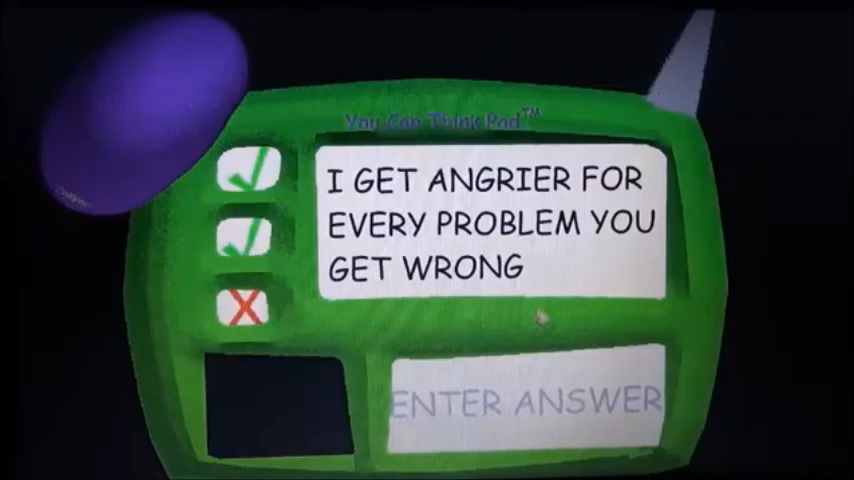 You Can Think Pad™
I GET ANGRIER FOR
EVERY PROBLEM YOU
GET WRONG
ENTER ANSWER